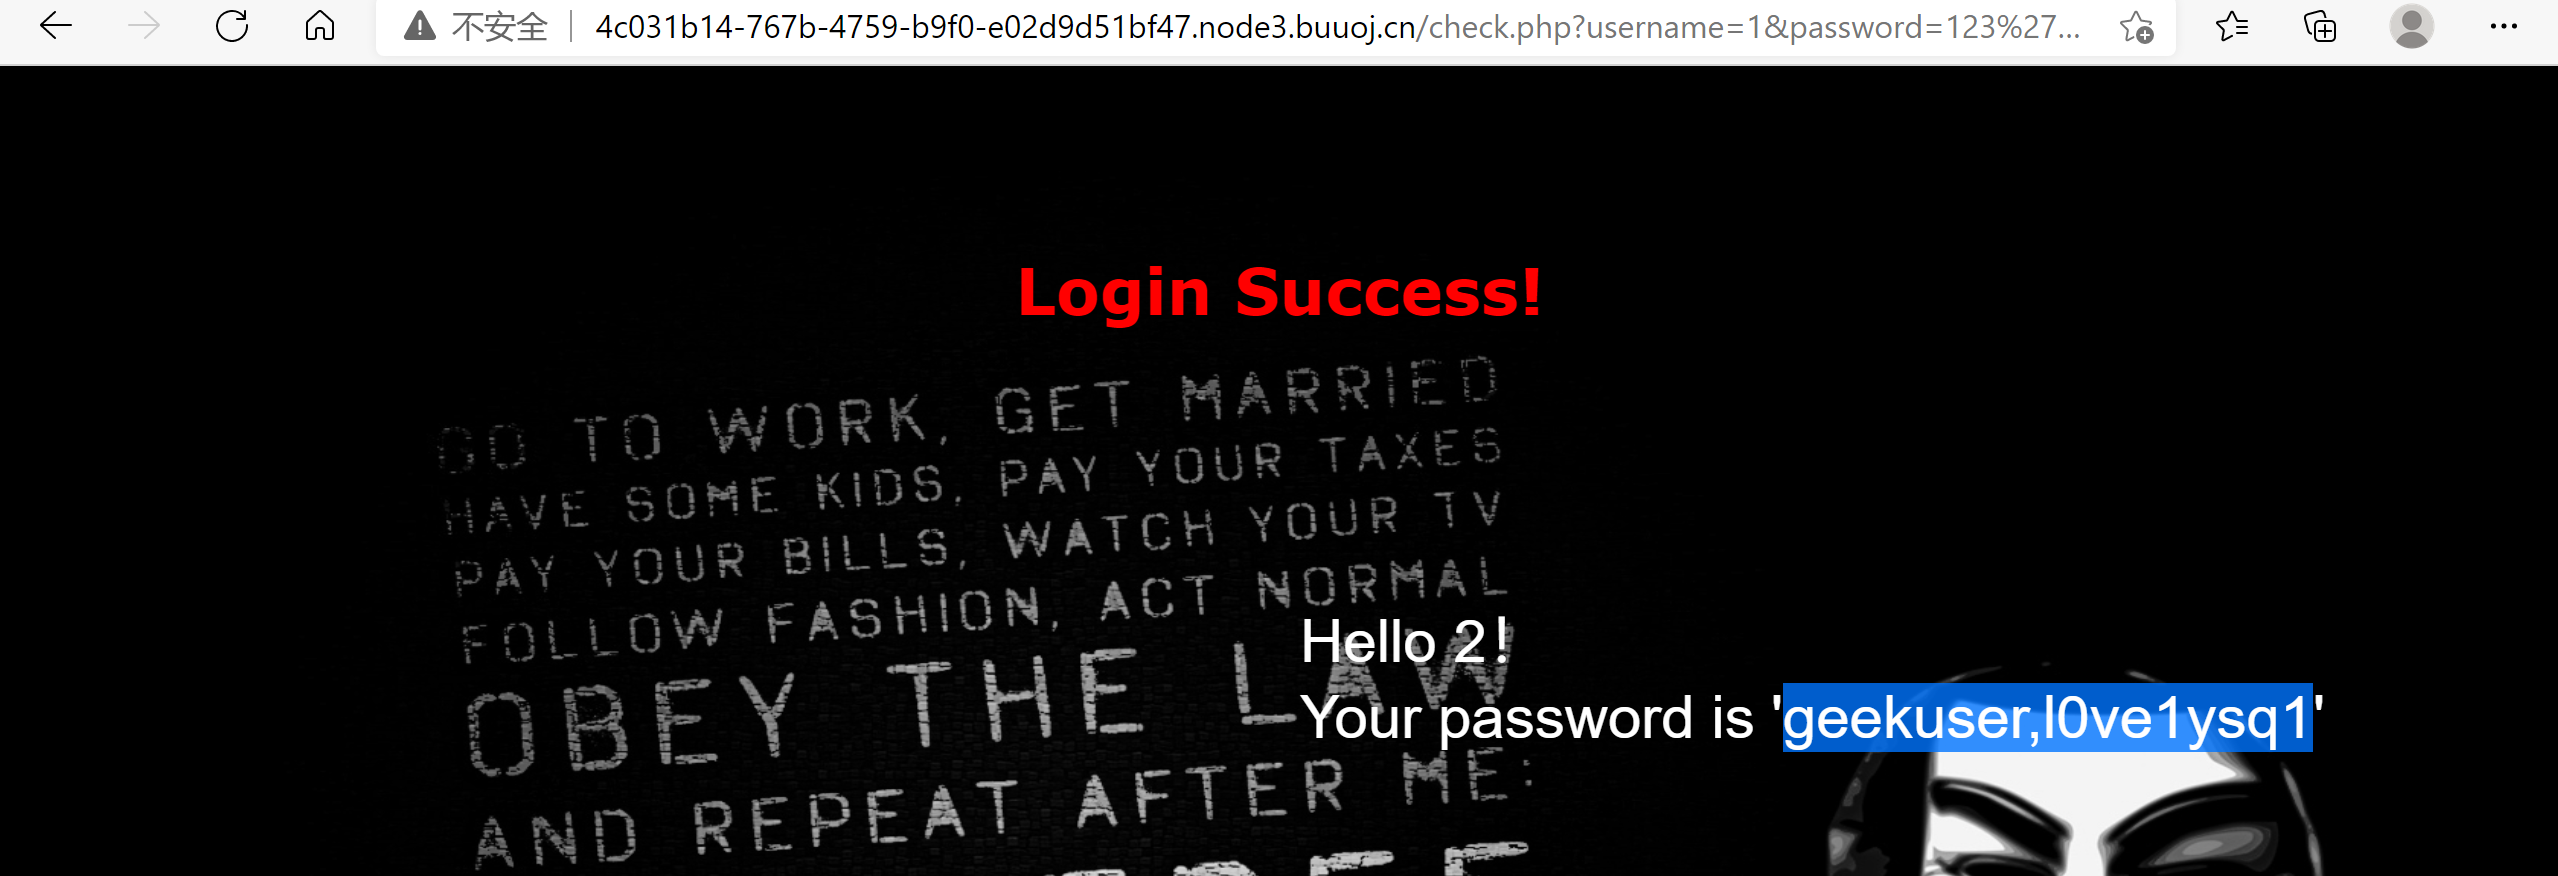 不安全 4c031b14-767b-4759-b9f0-e02d9d51bf47.node3.buuoj.cn/check.php?username=1&password=123%27...
Login Success!
GO TO WORK, GET MARRIED
HAVE SOME KIDS, PAY YOUR TAXES
PAY YOUR BILLS, WATCH YOUR TV
FOLLOW FASHION, ACT NORMAL
OBEY THE LAW
AND REPEAT AFTER ME:
Hello 2!
Your password is 'geekuser,l0ve1ysq1'